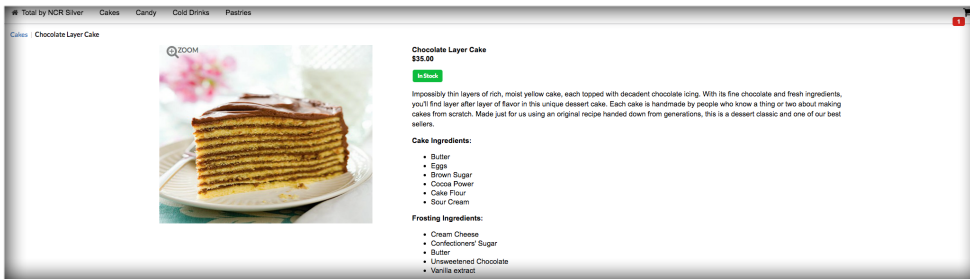 Total by NCR Silver Cakes Candy Cold Drinks Pastries
1
Cakes | Chocolate Layer Cake
ZOOM
Chocolate Layer Cake
$35.00
In Stock
Impossibly thin layers of rich, moist yellow cake, each topped with decadent chocolate icing. With its fine chocolate and fresh ingredients,
you'll find layer after layer of flavor in this unique dessert cake. Each cake is handmade by people who know a thing or two about making
cakes from scratch. Made just for us using an original recipe handed down from generations, this is a dessert classic and one of our best
sellers.
Cake Ingredients:
Butter
Eggs
Brown Sugar
Cocoa Power
Cake Flour
Sour Cream
Frosting Ingredients:
Cream Cheese
Confectioners' Sugar
Butter
Unsweetened Chocolate
Vanilla extract